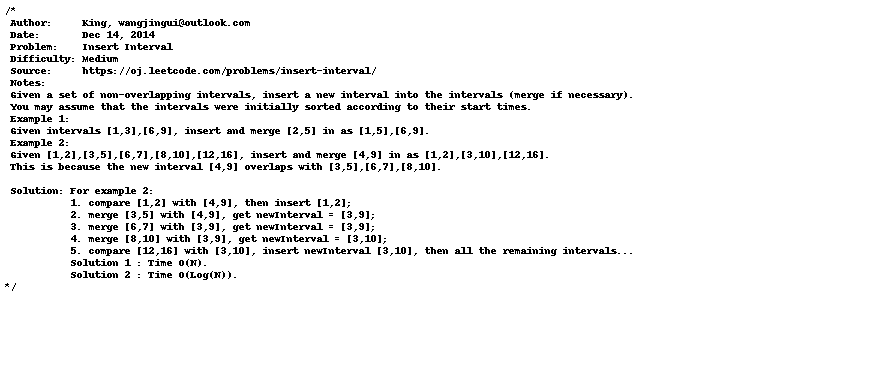 /*
Author:     King, wangjingui@outlook.com
Date:       Dec 14, 2014
Problem:    Insert Interval
Difficulty: Medium
Source:     https://oj.leetcode.com/problems/insert-interval/
Notes:
Given a set of non-overlapping intervals, insert a new interval into the intervals (merge if necessary).
You may assume that the intervals were initially sorted according to their start times.
Example 1:
Given intervals [1,3],[6,9], insert and merge [2,5] in as [1,5],[6,9].
Example 2:
Given [1,2],[3,5],[6,7],[8,10],[12,16], insert and merge [4,9] in as [1,2],[3,10],[12,16].
This is because the new interval [4,9] overlaps with [3,5],[6,7],[8,10].
Solution: For example 2:
1. compare [1,2] with [4,9], then insert [1,2];
2. merge [3,5] with [4,9], get newInterval = [3,9];
3. merge [6,7] with [3,9], get newInterval = [3,9];
4. merge [8,10] with [3,9], get newInterval = [3,10];
5. compare [12,16] with [3,10], insert newInterval [3,10], then all the remaining intervals...
Solution 1 : Time O(N).
Solution 2 : Time O(Log(N)).
*/